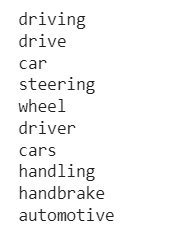 driving
drive
car
steering
wheel
driver
cars
handling
handbrake
automotive